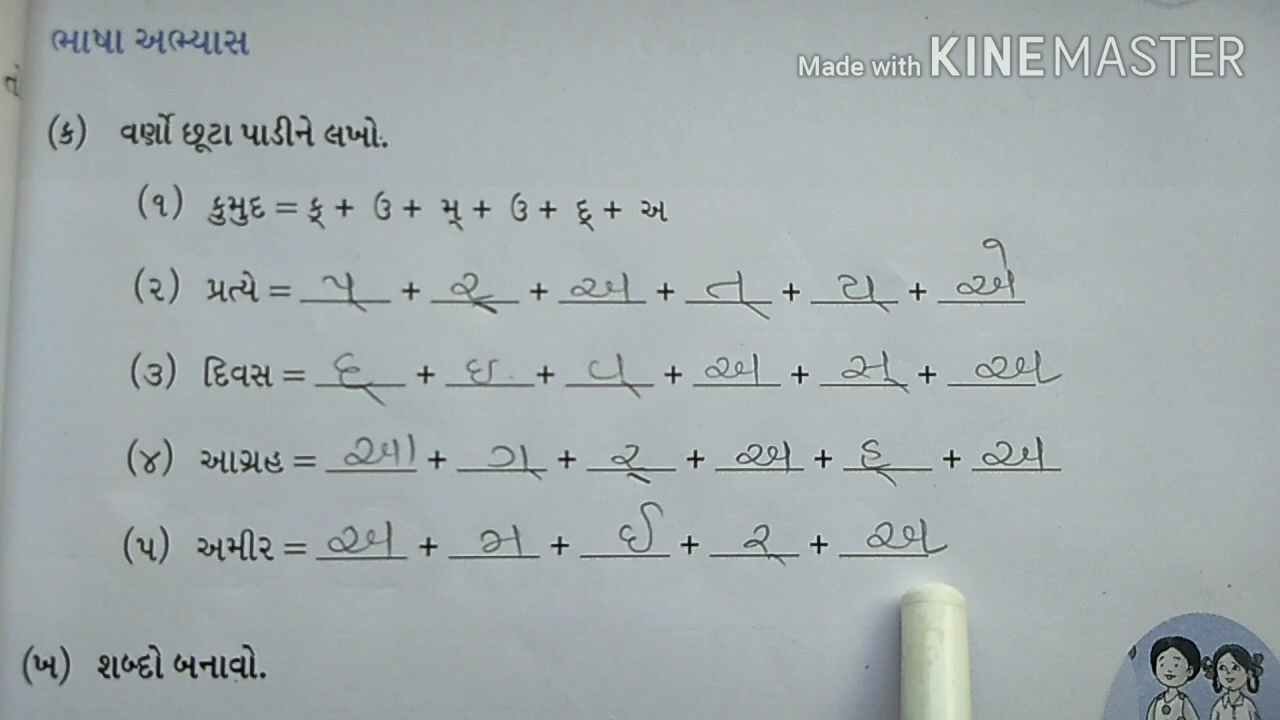 ભાષા અભ્યાસ
Made with KINEMASTER
(ક) વર્ણો છૂટા પાડીને લખો.
(૧) કુમુદ = ક્ + ઉ + મ્ + ઉ + દ્ + અ
(૨) પ્રત્યે = પ્ + ર્ + અ + ત્ + ય્ + એ
(૩) દિવસ = દ્ + ઇ + વ્ + અ + સ્ + અ
(૪) આગ્રહ = આ + ગ્ + ર્ + અ + હ્ + અ
(૫) અમીર = અ + મ + ઈ + ર્ + અ
(ખ) શબ્દો બનાવો.